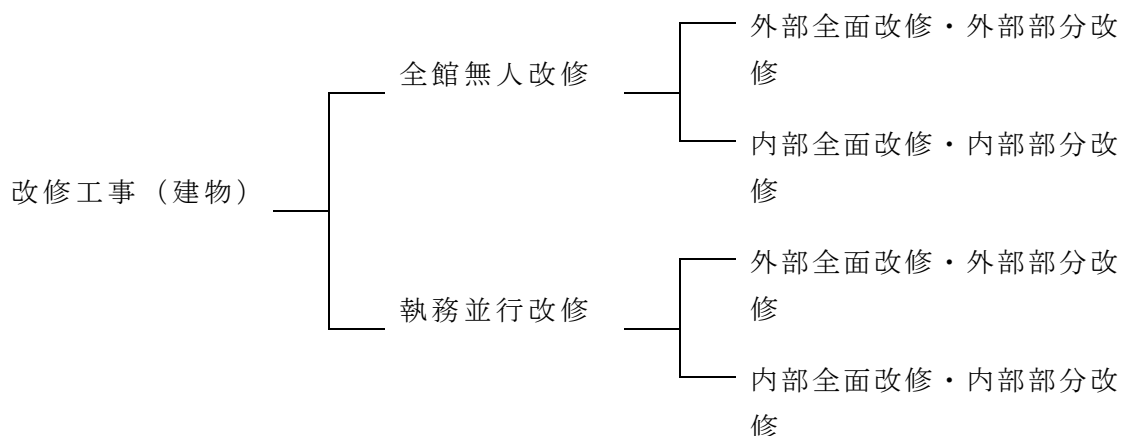 改修工事（建物）
全館無人改修
外部全面改修・外部部分改
修
内部全面改修・内部部分改
修
執務並行改修
外部全面改修・外部部分改
修
内部全面改修・内部部分改
修